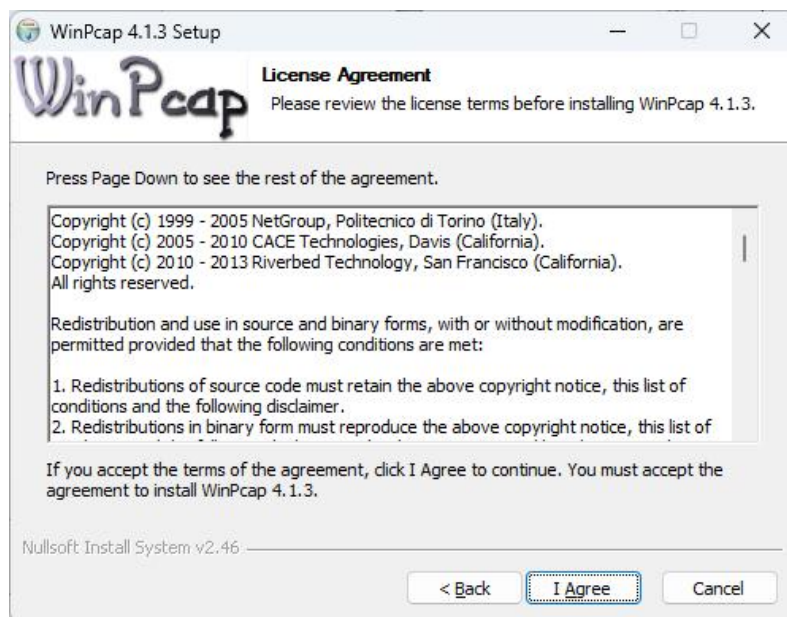 WinPcap 4.1.3 Setup
WinPcap
License Agreement
Please review the license terms before installing WinPcap 4.1.3.
Press Page Down to see the rest of the agreement.
Copyright (c) 1999 - 2005 NetGroup, Politecnico di Torino (Italy).
Copyright (c) 2005 - 2010 CACE Technologies, Davis (California).
Copyright (c) 2010 - 2013 Riverbed Technology, San Francisco (California).
All rights reserved.
Redistribution and use in source and binary forms, with or without modification, are
permitted provided that the following conditions are met:
1. Redistributions of source code must retain the above copyright notice, this list of
conditions and the following disclaimer.
2. Redistributions in binary form must reproduce the above copyright notice, this list of
If you accept the terms of the agreement, click I Agree to continue. You must accept the
agreement to install WinPcap 4.1.3.
Nullsoft Install System v2.46
< Back
I Agree
Cancel